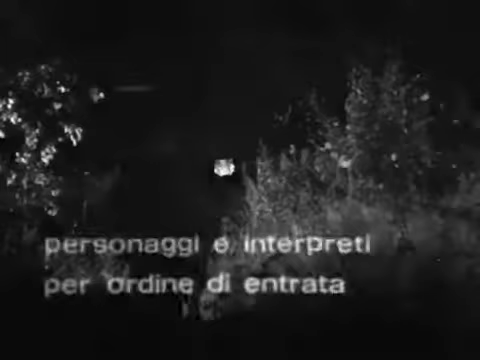 personaggi e interpreti
per ordine di entrata